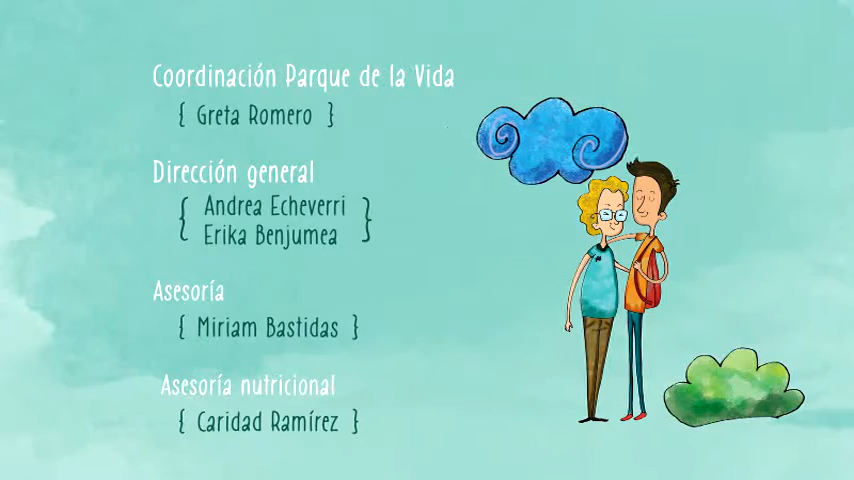 Coordinación Parque de la Vida
{ Greta Romero }
Dirección general
{ Andrea Echeverri
Erika Benjumea }
Asesoría
{ Miriam Bastidas }
Asesoría nutricional
{ Caridad Ramírez }